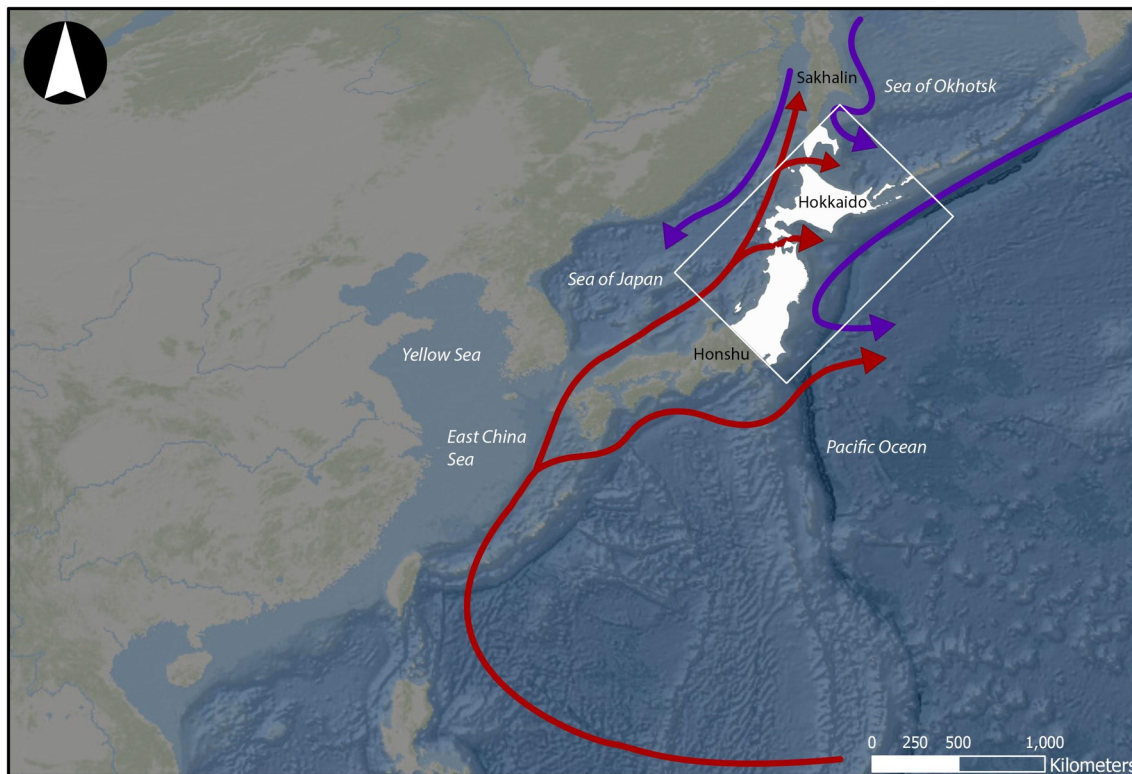 Sakhalin
Sea of Okhotsk
Hokkaido
Sea of Japan
Yellow Sea
Honshu
East China
Sea
Pacific Ocean
0 250 500 1,000
Kilometers